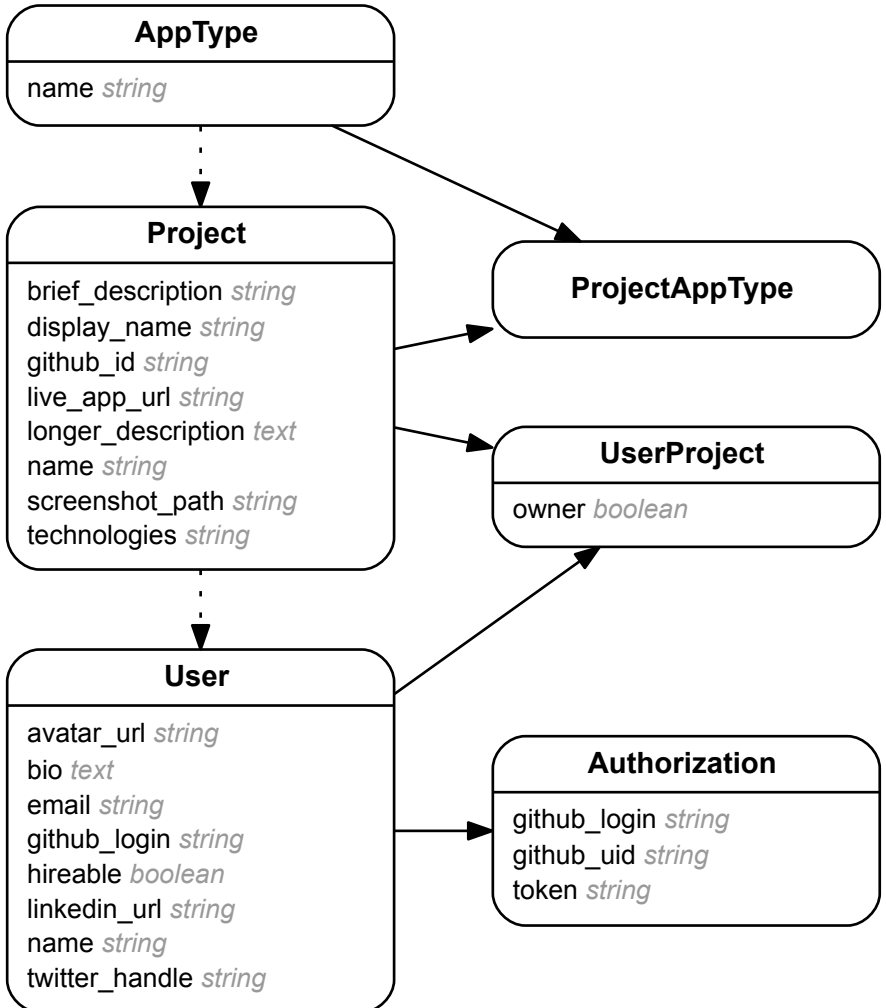 AppType
name string
Project
brief_description string
display_name string
github_id string
live_app_url string
longer_description text
name string
screenshot_path string
technologies string
ProjectAppType
UserProject
owner boolean
User
avatar_url string
bio text
email string
github_login string
hireable boolean
linkedin_url string
name string
twitter_handle string
Authorization
github_login string
github_uid string
token string